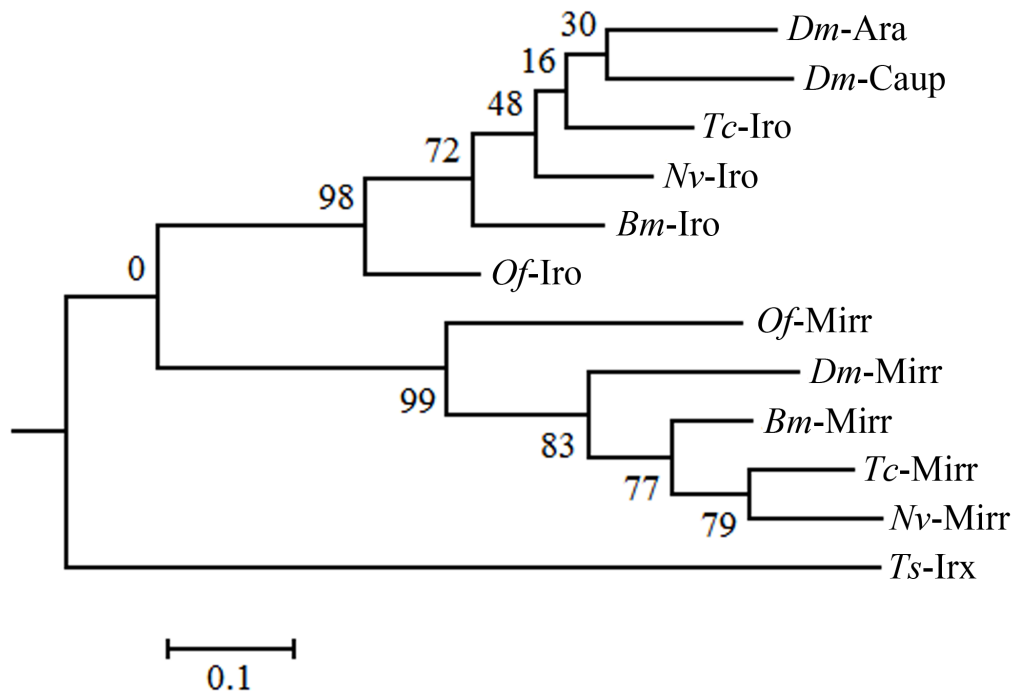 30
Dm-Ara
16
Dm-Caup
48
Tc-Iro
72
Nv-Iro
98
Bm-Iro
0
Of-Iro
Of-Mirr
99
Dm-Mirr
83
Bm-Mirr
77
Tc-Mirr
79
Nv-Mirr
Ts-Irx
0.1